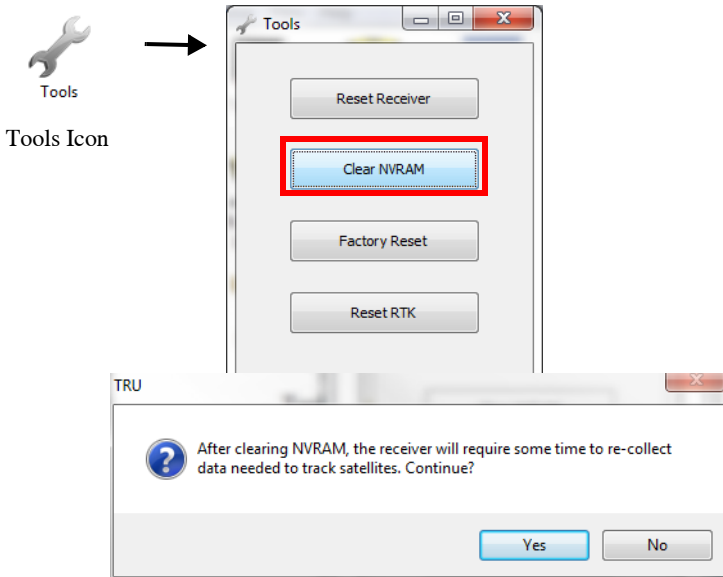 Tools
Tools Icon
Tools
Reset Receiver
Clear NVRAM
Factory Reset
Reset RTK
TRU
After clearing NVRAM, the receiver will require some time to re-collect
data needed to track satellites. Continue?
Yes
No